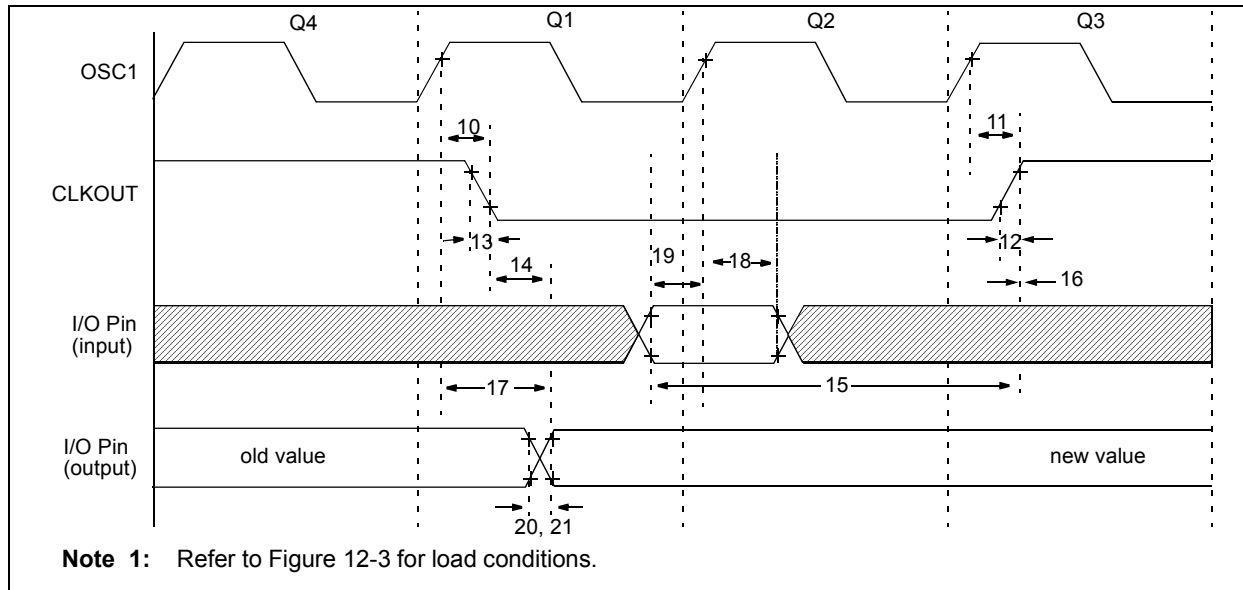 Q4 Q1 Q2 Q3
OSC1
10 11
CLKOUT
13 19 18 12
14 16
I/O Pin
(input)
17 15
I/O Pin
(output)
old value new value
20, 21
Note 1: Refer to Figure 12-3 for load conditions.